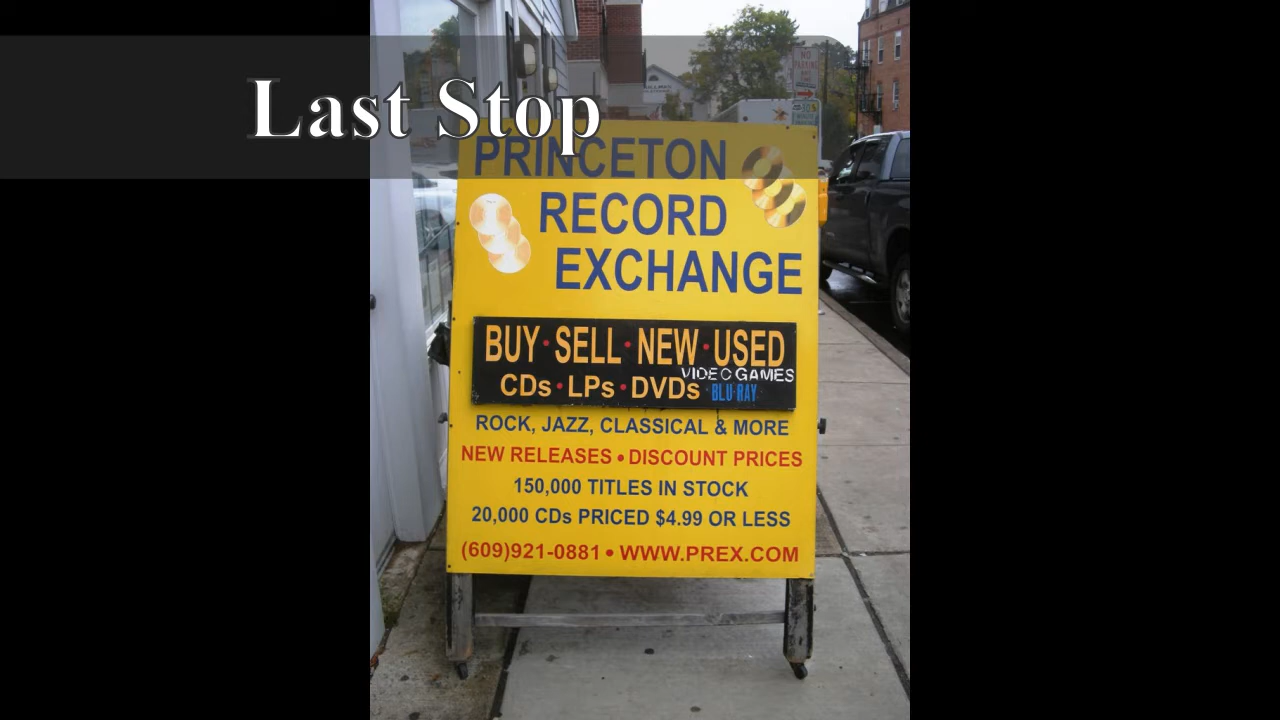 Last Stop
PRINCETON
RECORD
EXCHANGE
BUY • SELL • NEW • USED
VIDEO GAMES
CDs • LPs • DVDs • BLU-RAY
ROCK, JAZZ, CLASSICAL & MORE
NEW RELEASES • DISCOUNT PRICES
150,000 TITLES IN STOCK
20,000 CDs PRICED $4.99 OR LESS
(609)921-0881 • WWW.PREX.COM
NO
PARKING